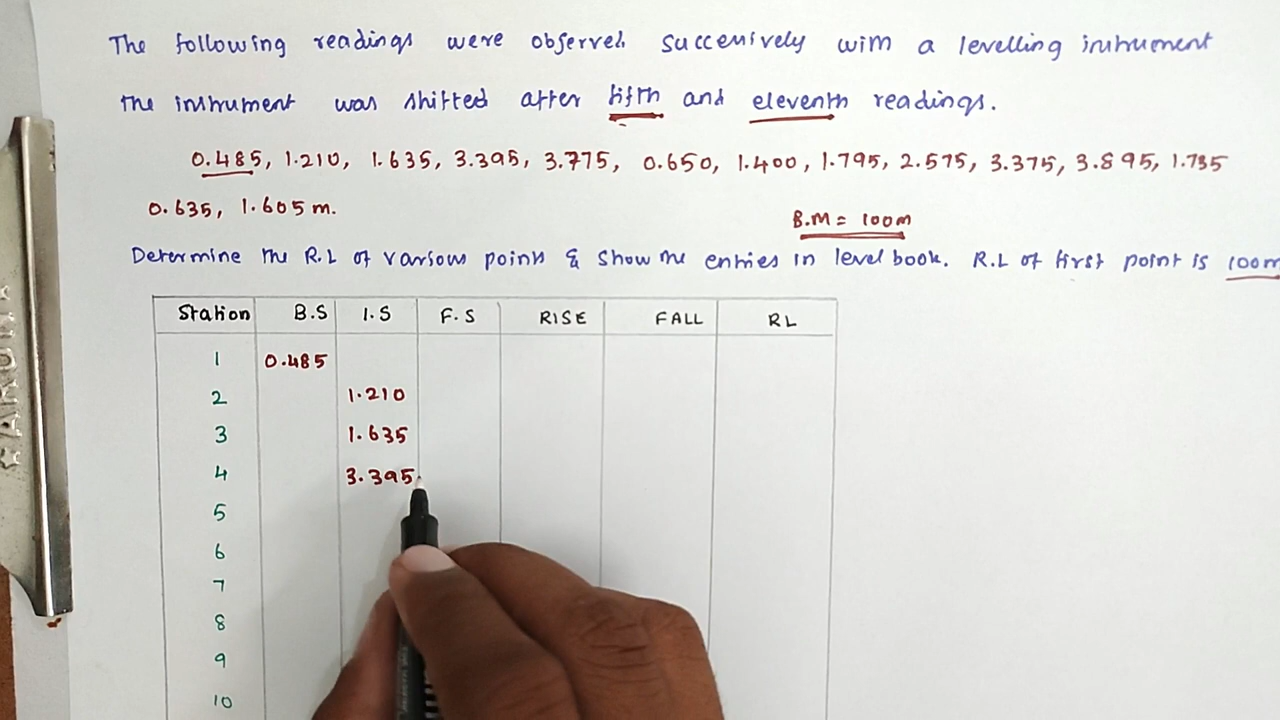 The following readings were observed successively with a levelling instrument
the instrument was shifted after fifth and eleventh readings.
0.485, 1.210, 1.635, 3.395, 3.775, 0.650, 1.400, 1.795, 2.575, 3.375, 3.895, 1.735
0.635, 1.605 m.
B.M = 100m
Determine the R.L of various points & show the entries in level book. R.L of first point is 100m
Station B.S I.S F.S RISE FALL RL
1 0.485
2 1.210
3 1.635
4 3.395
5
6
7
8
9
10